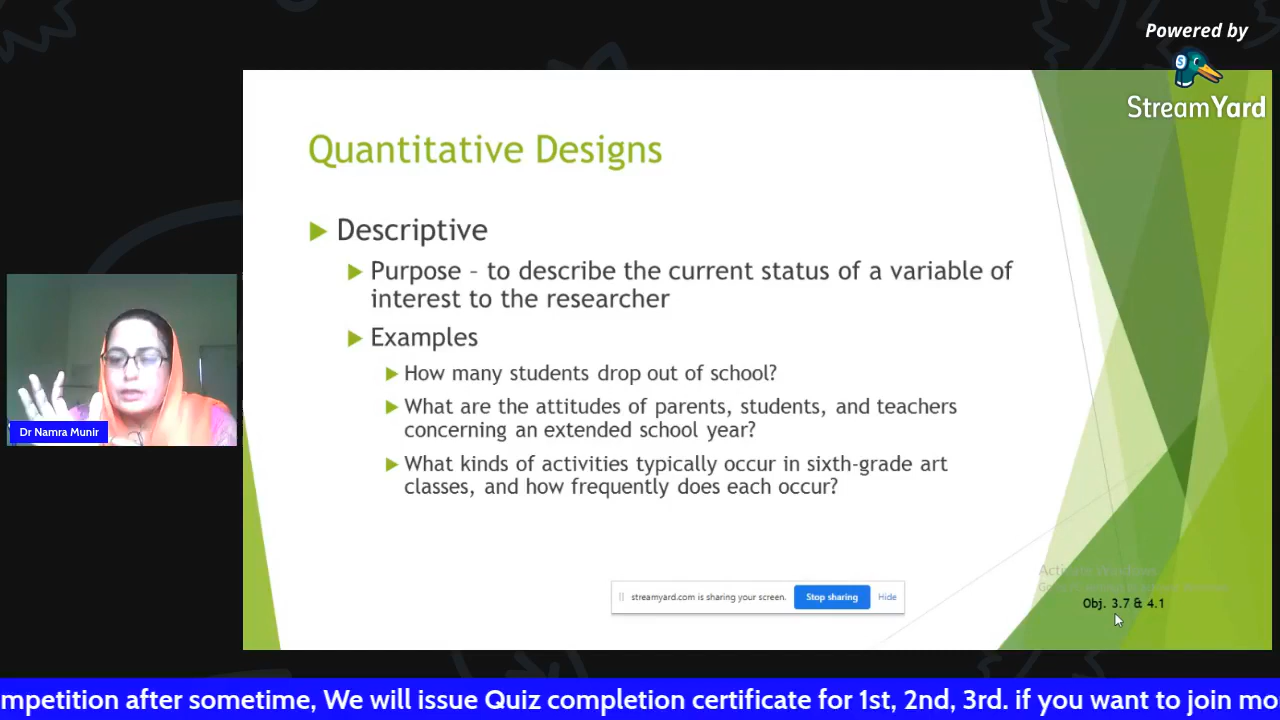 Powered by
StreamYard
Quantitative Designs
Descriptive
Purpose – to describe the current status of a variable of
interest to the researcher
Examples
How many students drop out of school?
What are the attitudes of parents, students, and teachers
concerning an extended school year?
What kinds of activities typically occur in sixth-grade art
classes, and how frequently does each occur?
Dr Namra Munir
streamyard.com is sharing your screen.
Stop sharing
Hide
Activate Windows
Obj. 3.7 & 4.1
mpetition after sometime, We will issue Quiz completion certificate for 1st, 2nd, 3rd. if you want to join mo